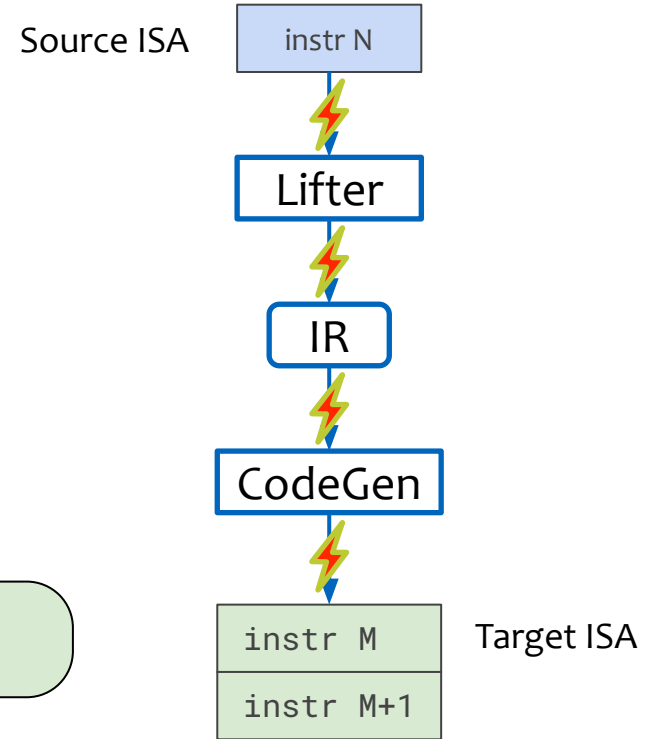 Source ISA
instr N
Lifter
IR
CodeGen
instr M
Target ISA
instr M+1